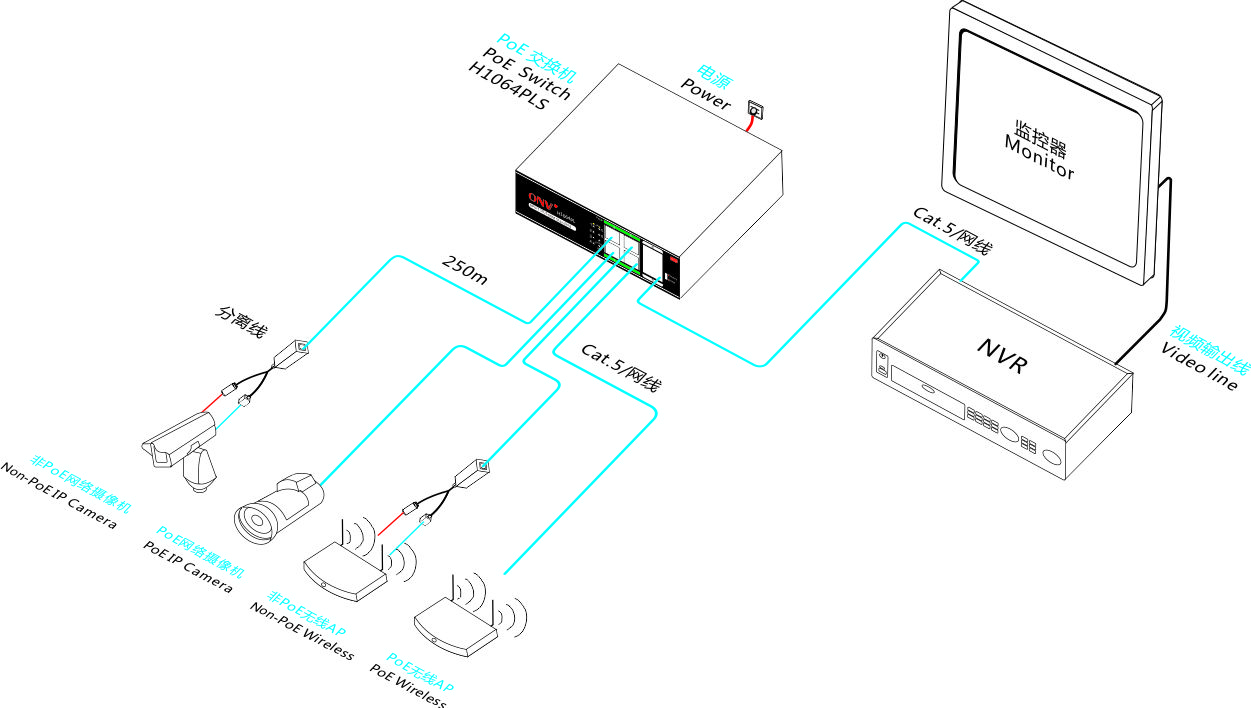 PoE 交换机
PoE Switch
H1064PLS
电源
Power
监控器
Monitor
ONV
Cat.5/网线
250m
分离线
NVR
视频输出线
Video line
Cat.5/网线
非PoE网络摄像机
Non-PoE IP Camera
PoE网络摄像机
PoE IP Camera
非PoE无线AP
Non-PoE Wireless
PoE无线AP
PoE Wireless